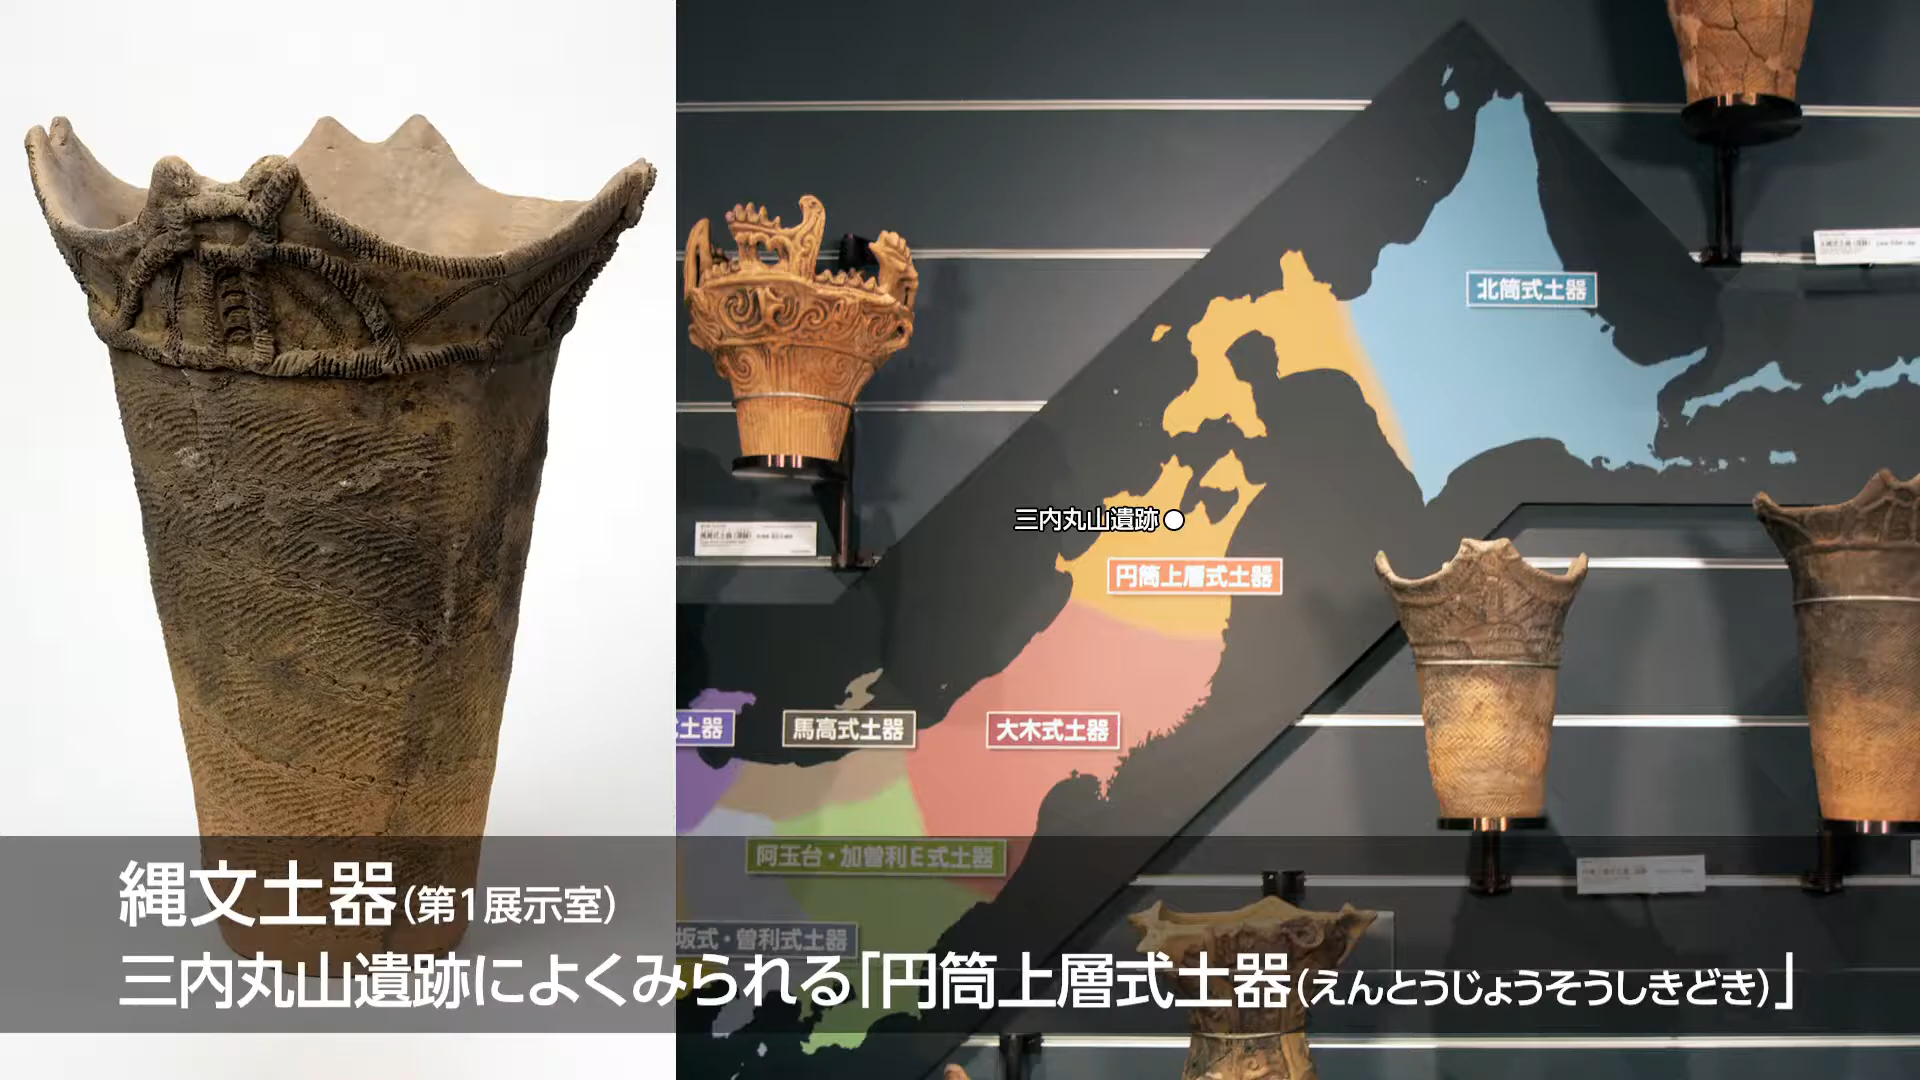 北筒式土器
三内丸山遺跡
円筒上層式土器
式土器
馬高式土器
大木式土器
阿玉台・加曽利E式土器
坂式・曽利式土器
縄文土器(第1展示室)
三内丸山遺跡によくみられる「円筒上層式土器(えんとうじょうそうしきどき)」